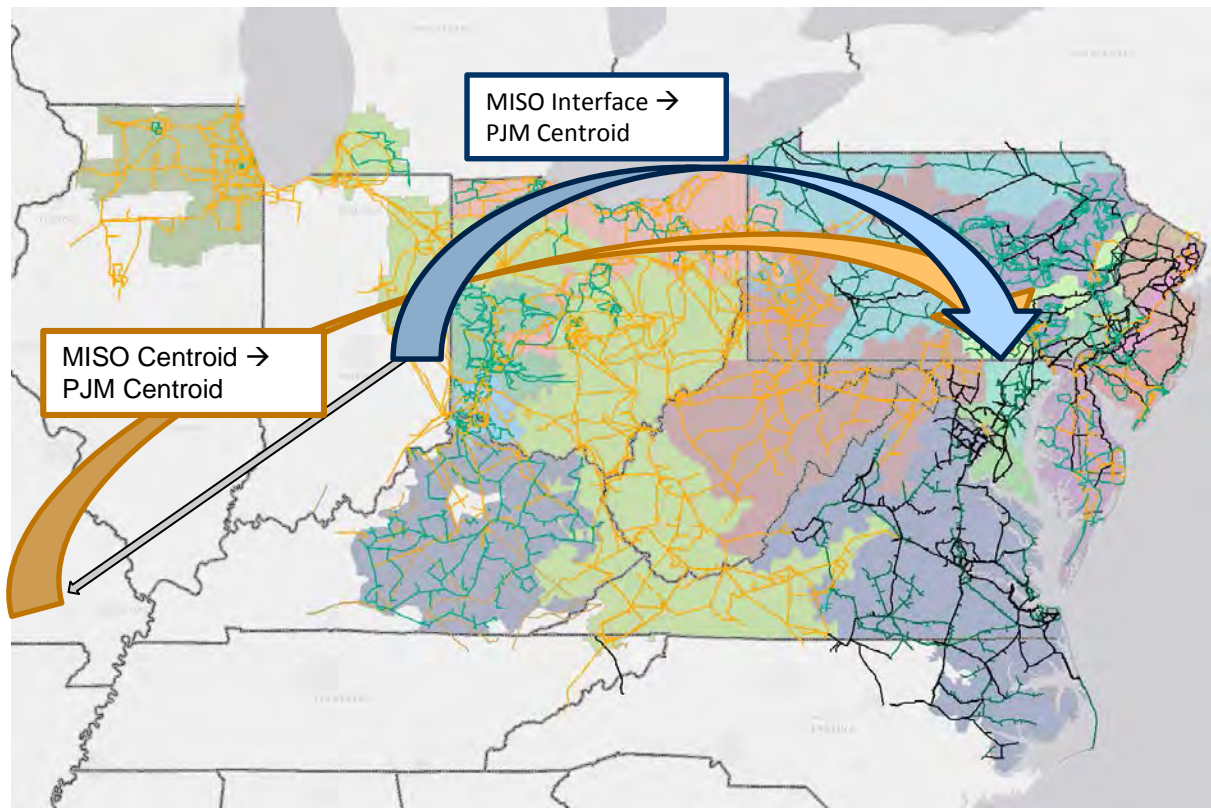 MISO Interface →
PJM Centroid
MISO Centroid →
PJM Centroid